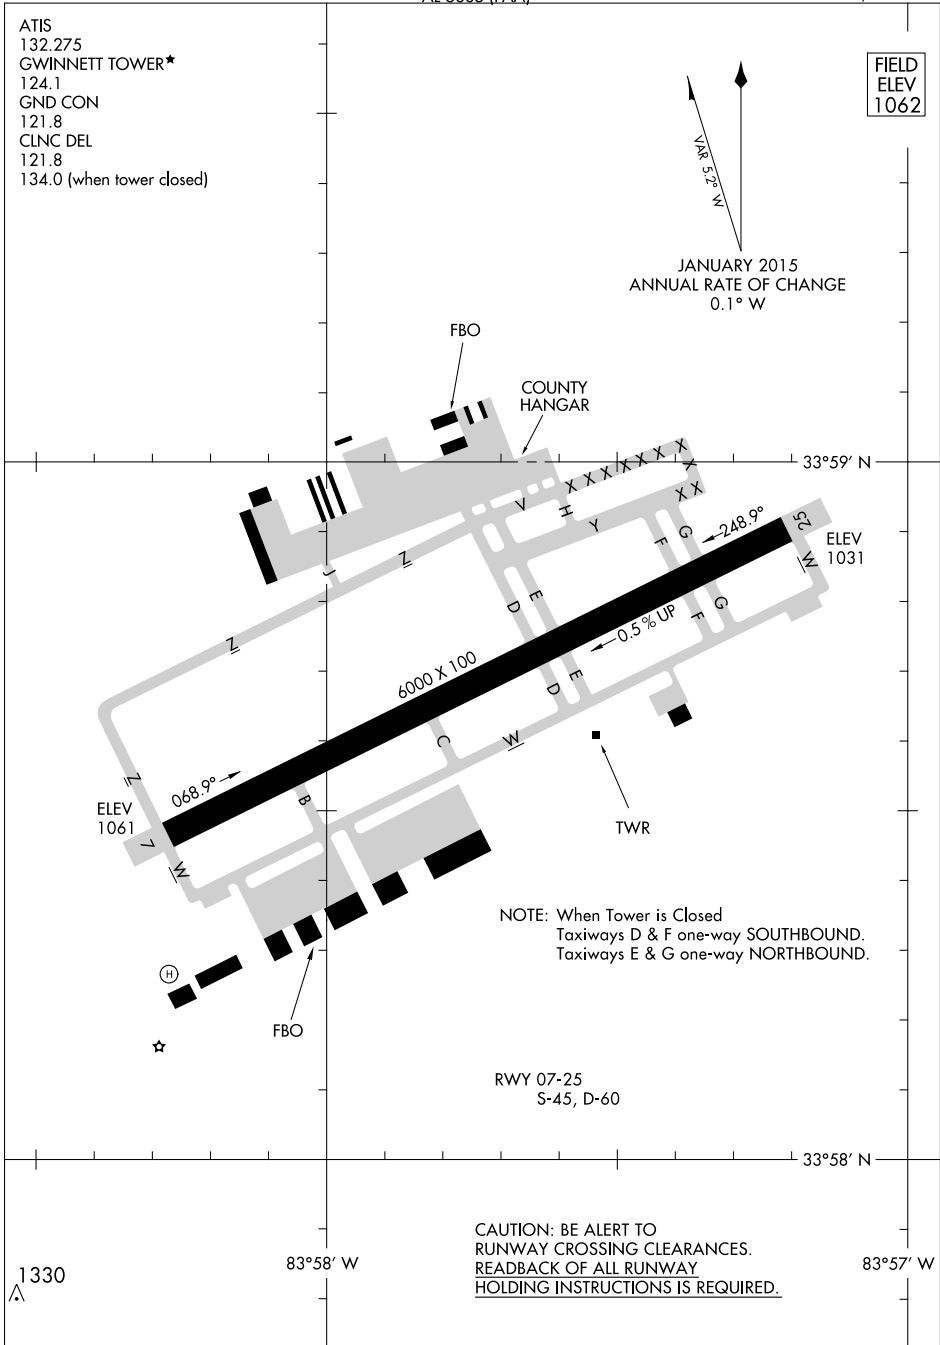 ATIS
132.275
GWINNETT TOWER★
124.1
GND CON
121.8
CLNC DEL
121.8
134.0 (when tower closed)
FIELD
ELEV
1062
VAR 5.2° W
JANUARY 2015
ANNUAL RATE OF CHANGE
0.1° W
FBO
COUNTY
HANGAR
33°59' N
X X X X X X X
X
X X
V
H
Y
G
F
248.9°
25
ELEV
1031
W
J
Z
Z
Z
D
E
0.5% UP
G
F
6000 X 100
E
D
C
W
068.9°
B
ELEV
1061
7
W
TWR
NOTE: When Tower is Closed
Taxiways D & F one-way SOUTHBOUND.
Taxiways E & G one-way NORTHBOUND.
H
FBO
RWY 07-25
S-45, D-60
33°58' N
CAUTION: BE ALERT TO
RUNWAY CROSSING CLEARANCES.
READBACK OF ALL RUNWAY
HOLDING INSTRUCTIONS IS REQUIRED.
83°58' W
83°57' W
1330